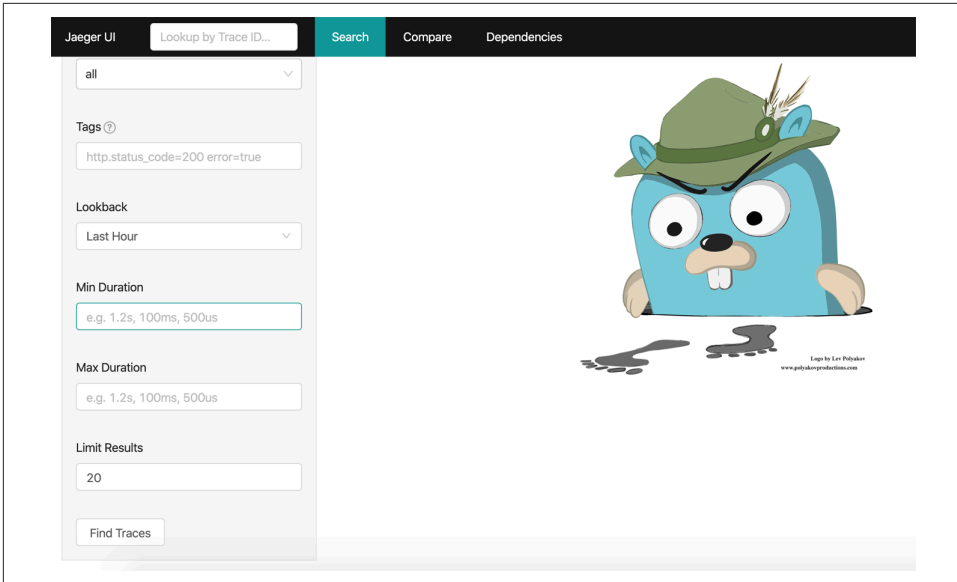 Jaeger UI Lookup by Trace ID... Search Compare Dependencies
all
Tags ?
http.status_code=200 error=true
Lookback
Last Hour
Min Duration
e.g. 1.2s, 100ms, 500us
Max Duration
e.g. 1.2s, 100ms, 500us
Limit Results
20
Find Traces
Logo by Lev Polyakov
www.polyakovproductions.com